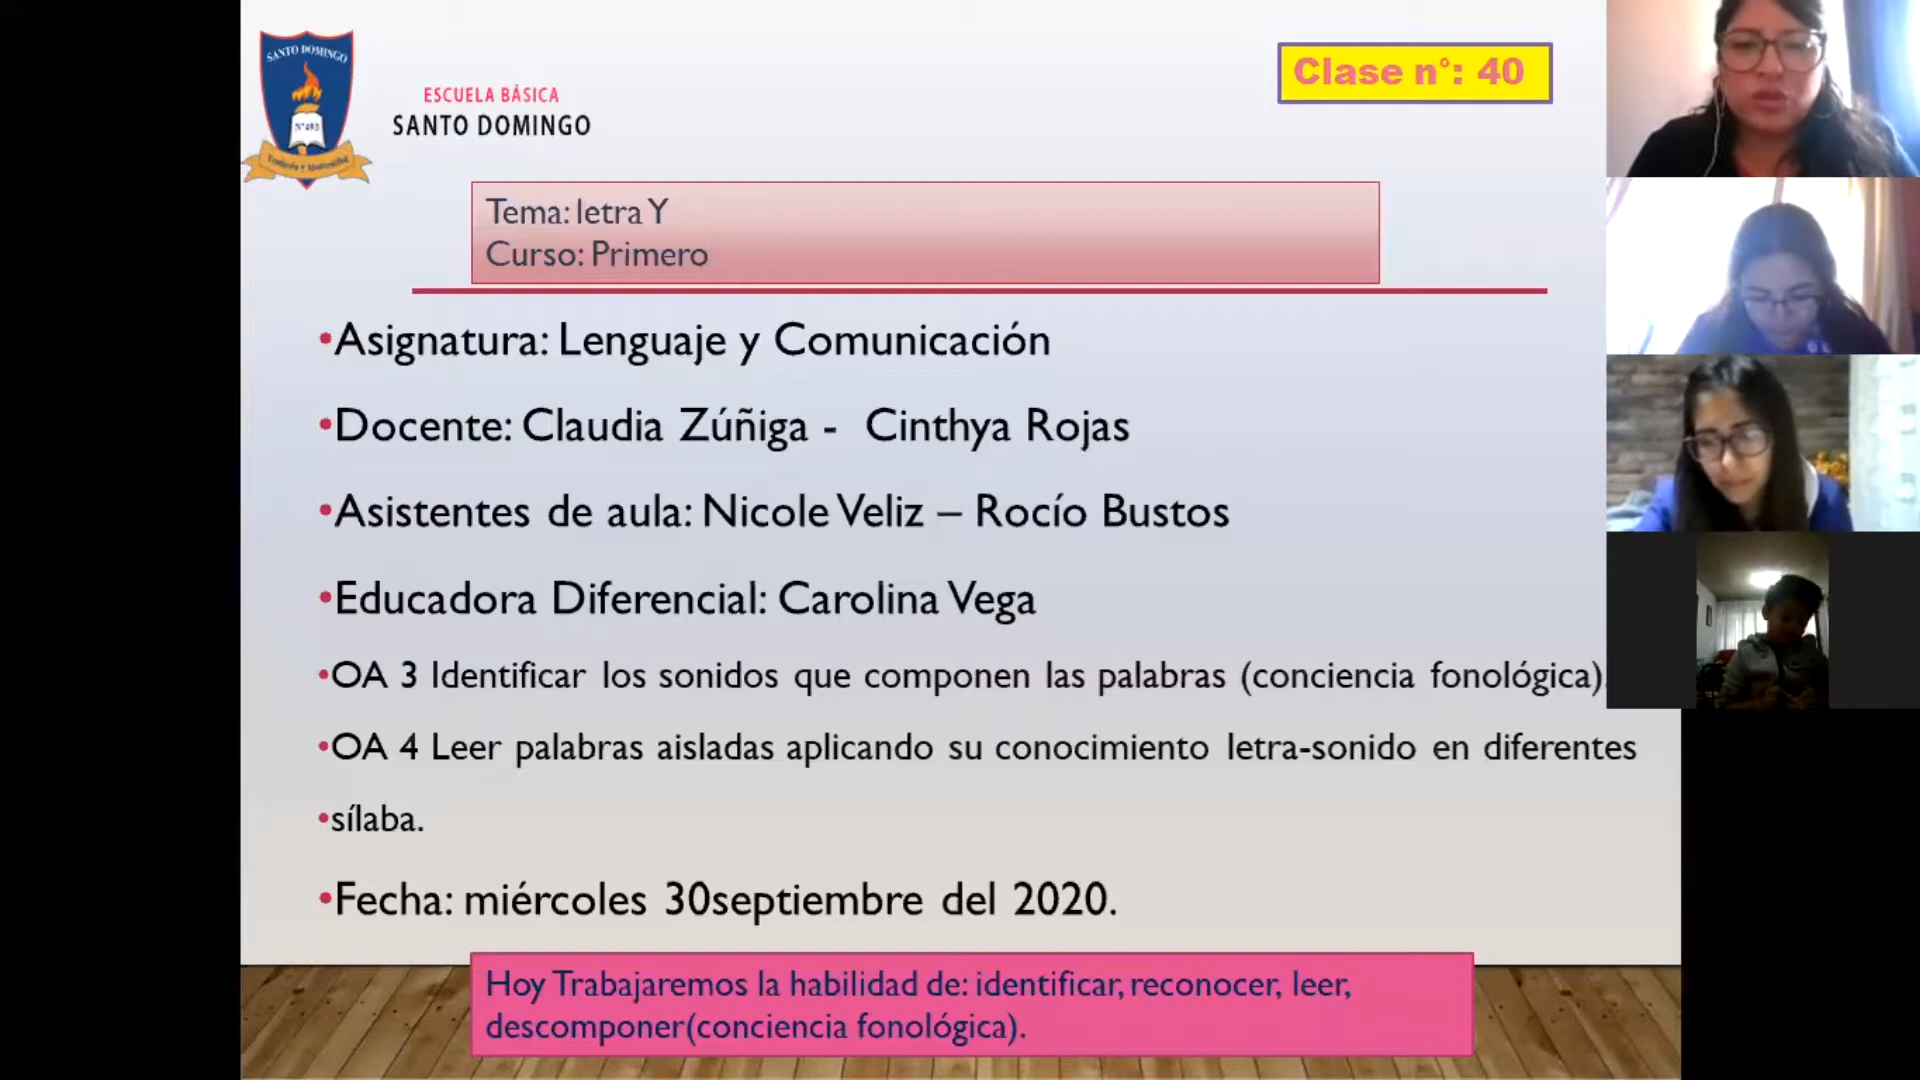 SANTO DOMINGO
N°493
Tradición y Modernidad
ESCUELA BÁSICA
SANTO DOMINGO
Clase n°: 40
Tema: letra Y
Curso: Primero
•Asignatura: Lenguaje y Comunicación
•Docente: Claudia Zúñiga - Cinthya Rojas
•Asistentes de aula: Nicole Veliz – Rocío Bustos
•Educadora Diferencial: Carolina Vega
•OA 3 Identificar los sonidos que componen las palabras (conciencia fonológica).
•OA 4 Leer palabras aisladas aplicando su conocimiento letra-sonido en diferentes
•sílaba.
•Fecha: miércoles 30septiembre del 2020.
Hoy Trabajaremos la habilidad de: identificar, reconocer, leer,
descomponer(conciencia fonológica).